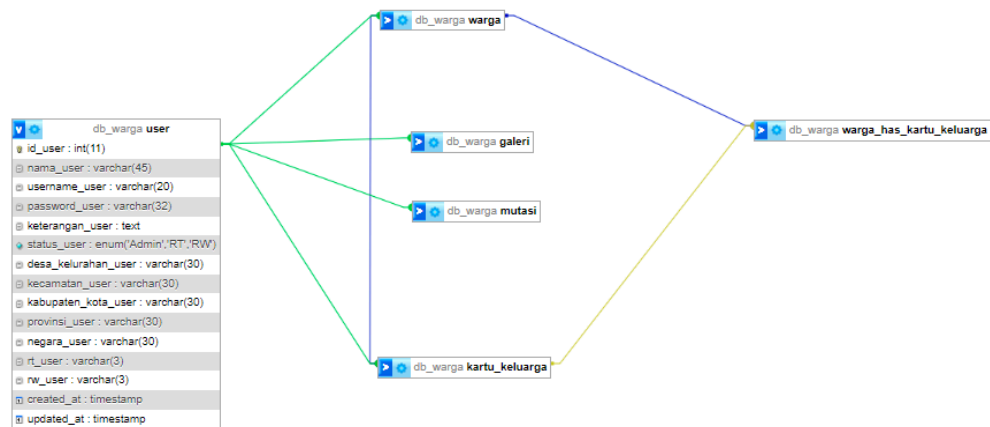 db_warga warga
db_warga user
id_user : int(11)
nama_user : varchar(45)
username_user : varchar(20)
password_user : varchar(32)
keterangan_user : text
status_user : enum('Admin','RT','RW')
desa_kelurahan_user : varchar(30)
kecamatan_user : varchar(30)
kabupaten_kota_user : varchar(30)
provinsi_user : varchar(30)
negara_user : varchar(30)
rt_user : varchar(3)
rw_user : varchar(3)
created_at : timestamp
updated_at : timestamp
db_warga galeri
db_warga mutasi
db_warga kartu_keluarga
db_warga warga_has_kartu_keluarga